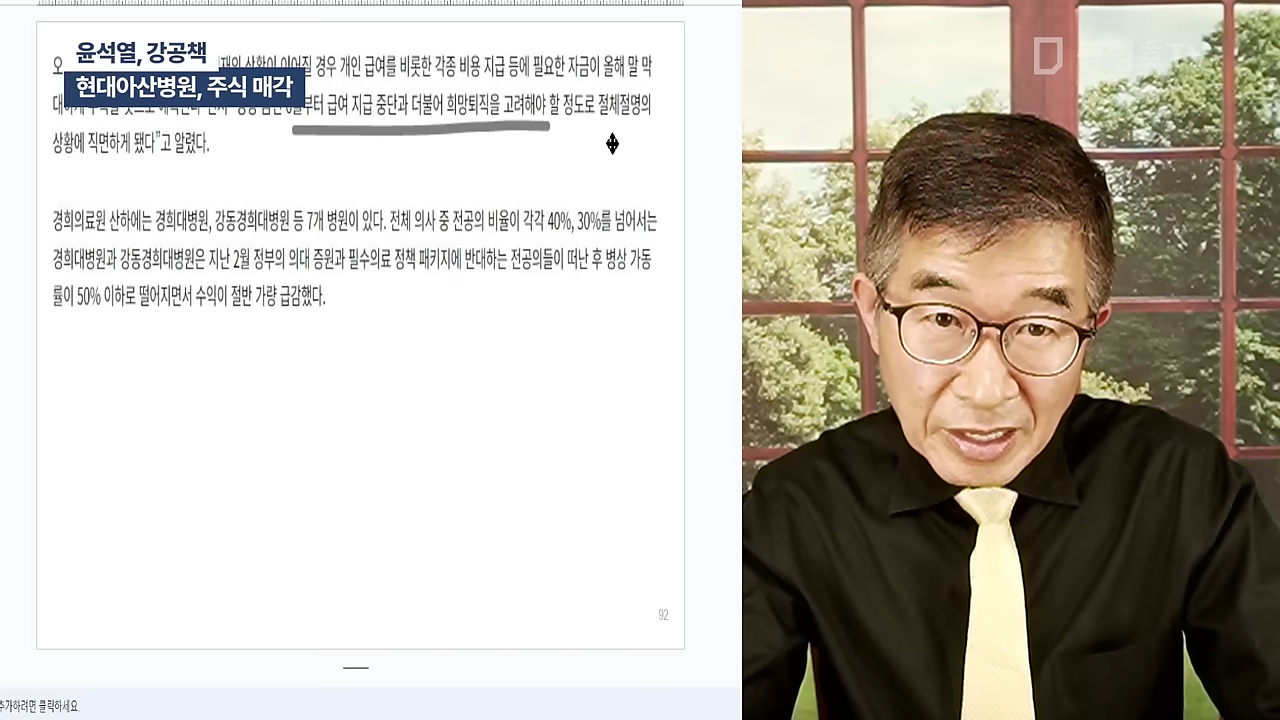 윤석열, 강공책
현대아산병원, 주식 매각
오
경우 개인 급여를 비롯한 각종 비용 지급 등에 필요한 자금이 올해 말 막
급여 지급 중단과 더불어 희망퇴직을 고려해야 할 정도로 절체절명의
상황에 직면하게 됐다”고 알렸다.
경희의료원 산하에는 경희대병원, 강동경희대병원 등 7개 병원이 있다. 전체 의사 중 전공의 비율이 각각 40%, 30%를 넘어서는
경희대병원과 강동경희대병원은 지난 2월 정부의 의대 증원과 필수의료 정책 패키지에 반대하는 전공의들이 떠난 후 병상 가동
률이 50% 이하로 떨어지면서 수익이 절반 가량 급감했다.
92
추가하려면 클릭하세요